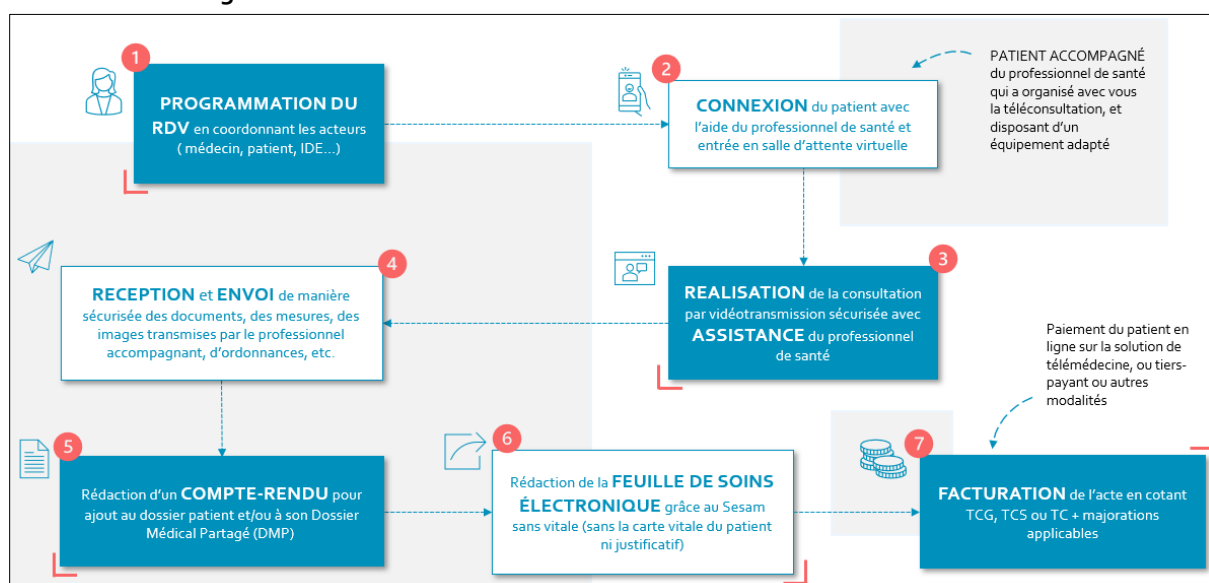 1
PROGRAMMATION DU
RDV en coordonnant les acteurs
( médecin, patient, IDE...)
2
CONNEXION du patient avec
l'aide du professionnel de santé et
entrée en salle d'attente virtuelle
PATIENT ACCOMPAGNÉ
du professionnel de santé
qui a organisé avec vous
la téléconsultation, et
disposant d'un
équipement adapté
3
REALISATION de la consultation
par vidéotransmission sécurisée avec
ASSISTANCE du professionnel
de santé
4
RECEPTION et ENVOI de manière
sécurisée des documents, des mesures, des
images transmises par le professionnel
accompagnant, d'ordonnances, etc.
5
Rédaction d'un COMPTE-RENDU pour
ajout au dossier patient et/ou à son Dossier
Médical Partagé (DMP)
6
Rédaction de la FEUILLE DE SOINS
ÉLECTRONIQUE grâce au Sesam
sans vitale (sans la carte vitale du patient
ni justificatif)
Paiement du patient en
ligne sur la solution de
télémédecine, ou tiers-
payant ou autres
modalités
7
FACTURATION de l'acte en cotant
TCG, TCS ou TC + majorations
applicables